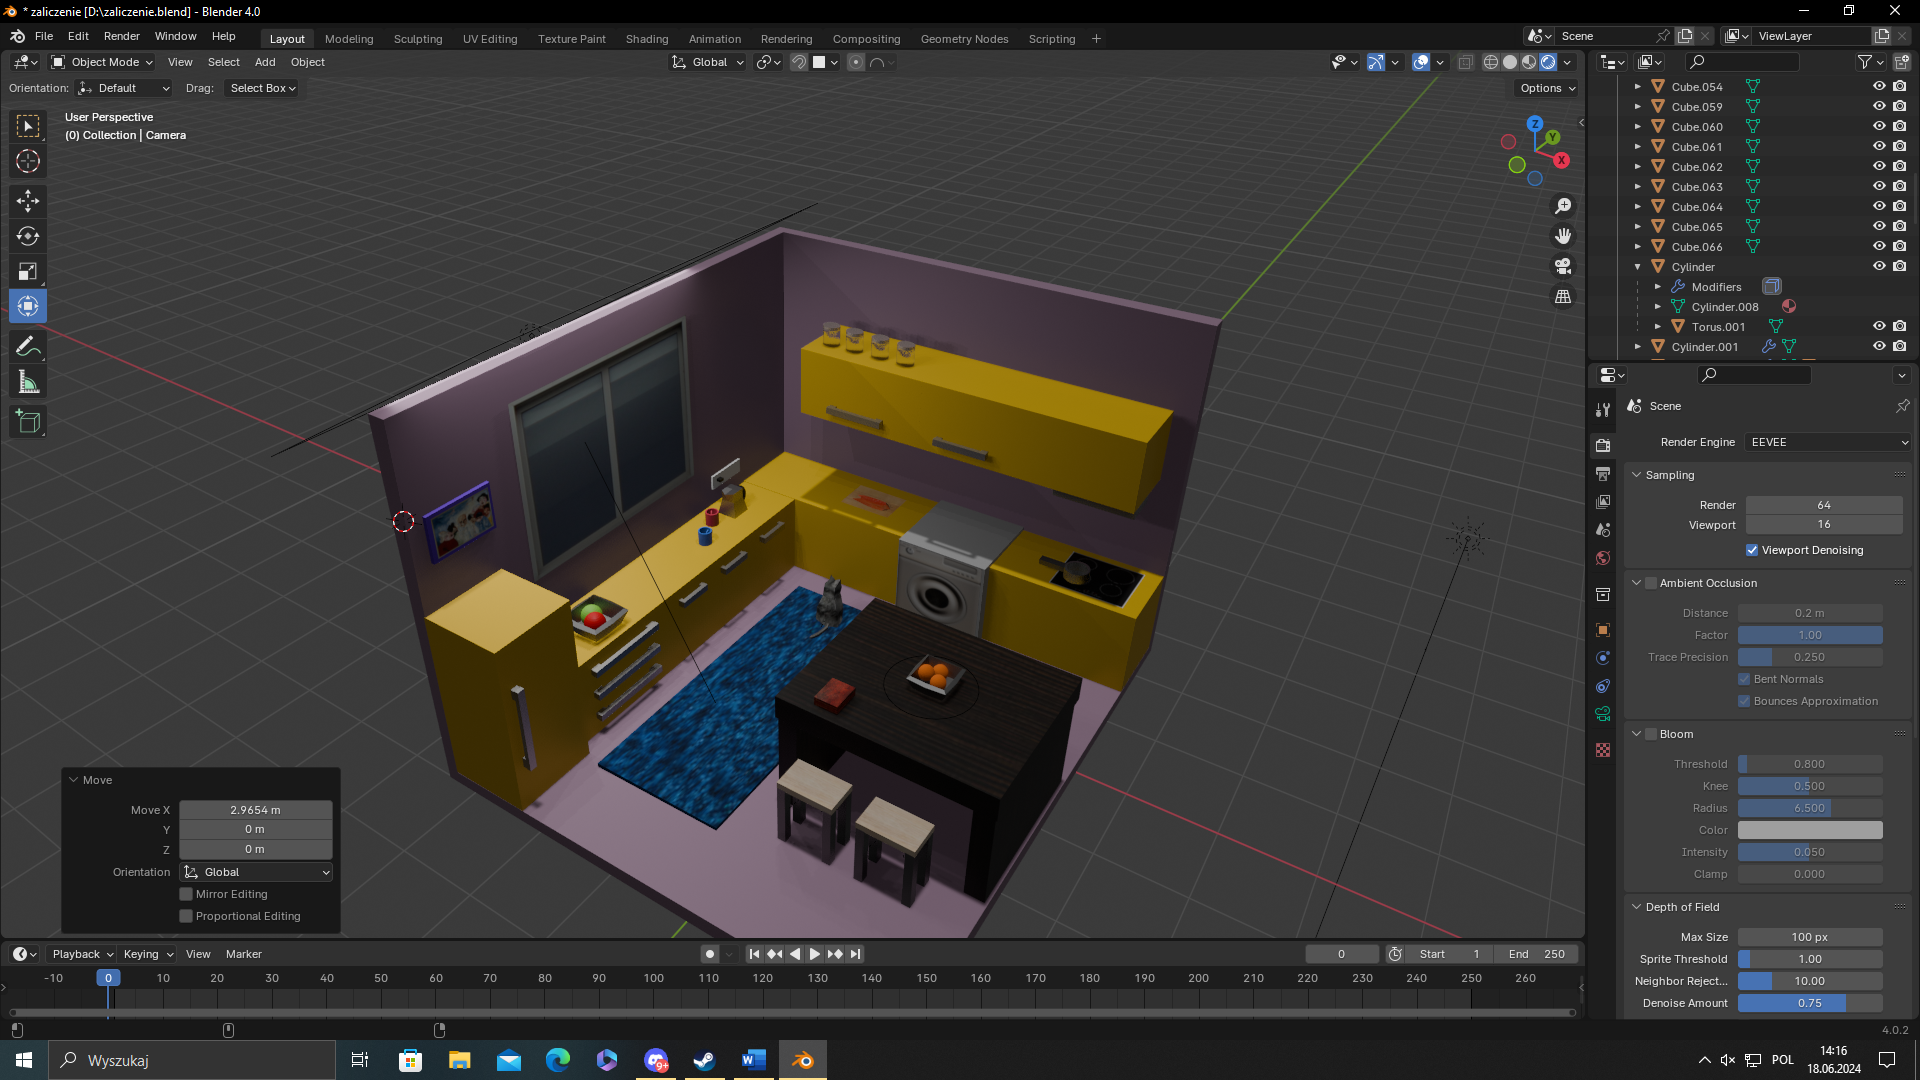 * zaliczenie [D:\zaliczenie.blend] - Blender 4.0
File Edit Render Window Help
Layout Modeling Sculpting UV Editing Texture Paint Shading Animation Rendering Compositing Geometry Nodes Scripting +
Scene
ViewLayer
Object Mode View Select Add Object
Global
Orientation: Default Drag: Select Box
Options
User Perspective
(0) Collection | Camera
Z
Y
X
Cube.054
Cube.059
Cube.060
Cube.061
Cube.062
Cube.063
Cube.064
Cube.065
Cube.066
Cylinder
Modifiers
Cylinder.008
Torus.001
Cylinder.001
Scene
Render Engine EEVEE
Sampling
Render 64
Viewport 16
Viewport Denoising
Ambient Occlusion
Distance 0.2 m
Factor 1.00
Trace Precision 0.250
Bent Normals
Bounces Approximation
Bloom
Threshold 0.800
Knee 0.500
Radius 6.500
Color
Intensity 0.050
Clamp 0.000
Depth of Field
Max Size 100 px
Sprite Threshold 1.00
Neighbor Reject... 10.00
Denoise Amount 0.75
Move
Move X 2.9654 m
Y 0 m
Z 0 m
Orientation Global
Mirror Editing
Proportional Editing
Playback Keying View Marker
0 Start 1 End 250
-10 0 10 20 30 40 50 60 70 80 90 100 110 120 130 140 150 160 170 180 190 200 210 220 230 240 250 260
4.0.2
Wyszukaj
9+
POL
14:16
18.06.2024